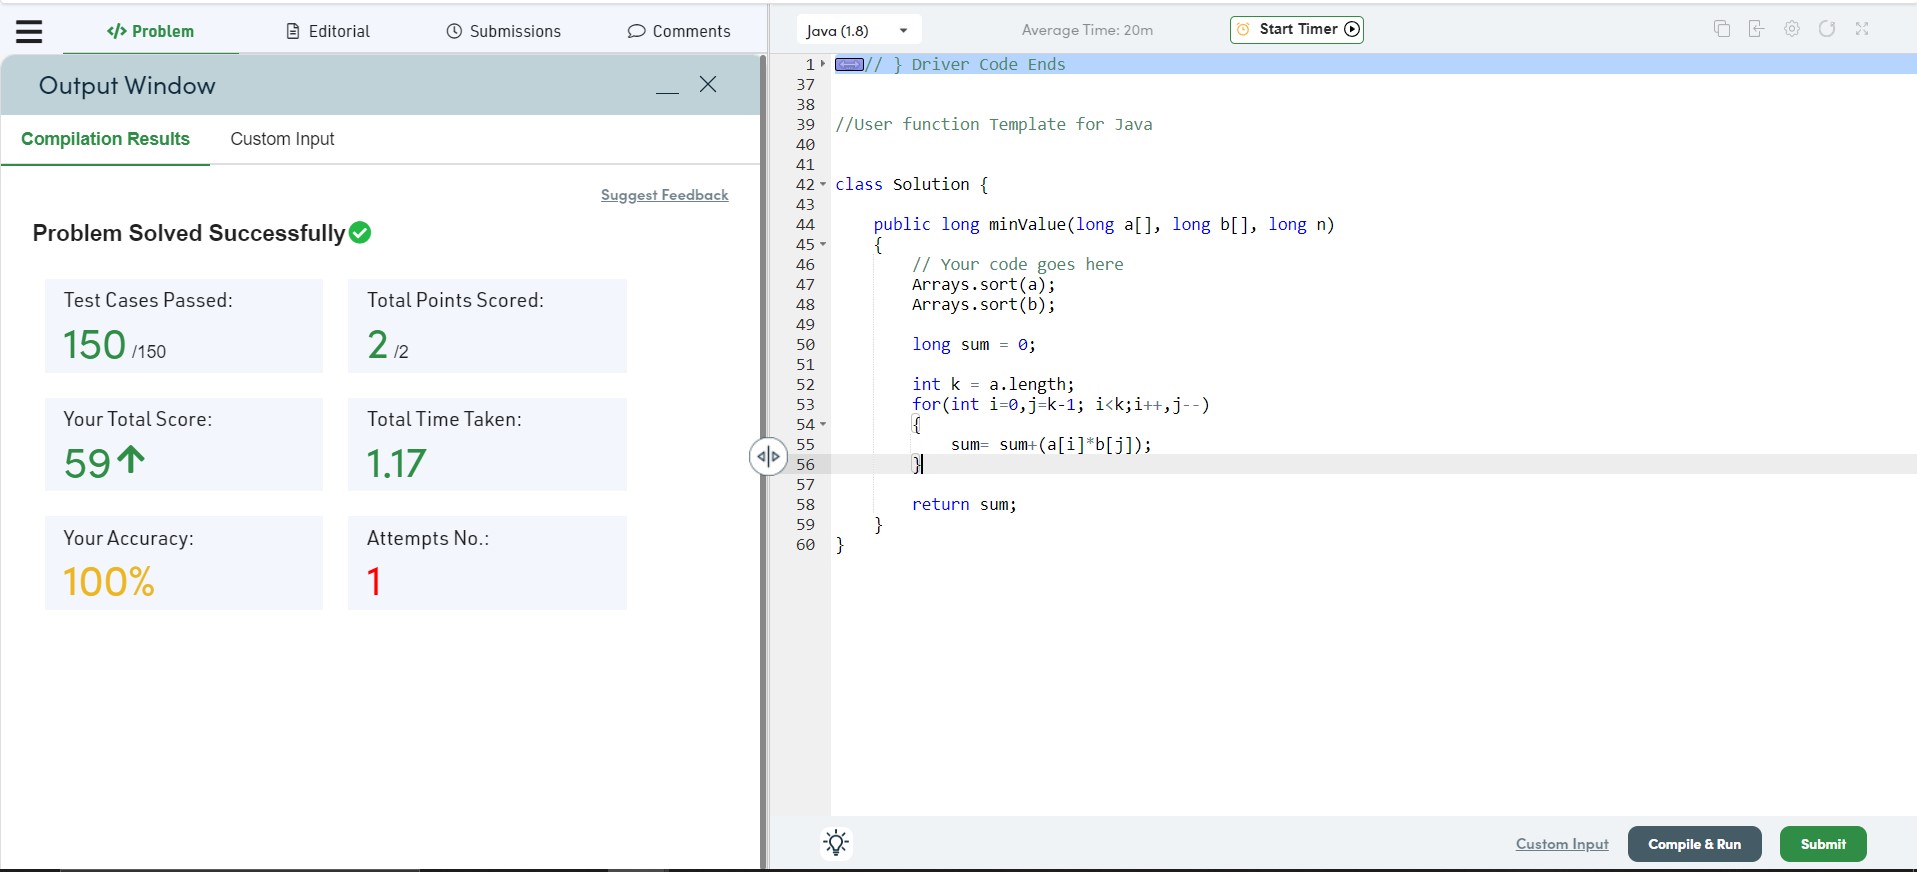 </> Problem
Editorial
Submissions
Comments
Output Window
Compilation Results
Custom Input
Suggest Feedback
Problem Solved Successfully
Test Cases Passed:
150 /150
Total Points Scored:
2 /2
Your Total Score:
59
Total Time Taken:
1.17
Your Accuracy:
100%
Attempts No.:
1
Java (1.8)
Average Time: 20m
Start Timer
1 // } Driver Code Ends
37
38
39 //User function Template for Java
40
41
42 class Solution {
43
44     public long minValue(long a[], long b[], long n)
45     {
46         // Your code goes here
47         Arrays.sort(a);
48         Arrays.sort(b);
49
50         long sum = 0;
51
52         int k = a.length;
53         for(int i=0,j=k-1; i<k;i++,j--)
54         {
55             sum= sum+(a[i]*b[j]);
56         }
57
58         return sum;
59     }
60 }
Custom Input
Compile & Run
Submit